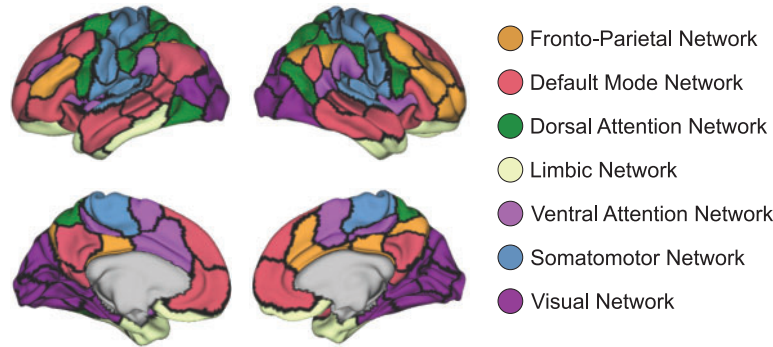 Fronto-Parietal Network
Default Mode Network
Dorsal Attention Network
Limbic Network
Ventral Attention Network
Somatomotor Network
Visual Network